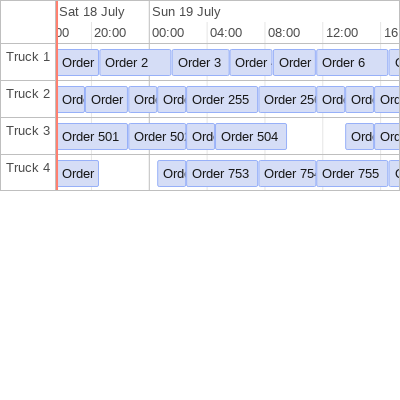 Sat 18 July Sun 19 July
00 20:00 00:00 04:00 08:00 12:00 16
Truck 1 Order Order 2 Order 3 Order Order Order 6
Truck 2 Ord Order Ord Ord Order 255 Order 25 Ord Ord Ord
Truck 3 Order 501 Order 50 Ord Order 504 Ord Ord
Truck 4 Order Ord Order 753 Order 75 Order 755